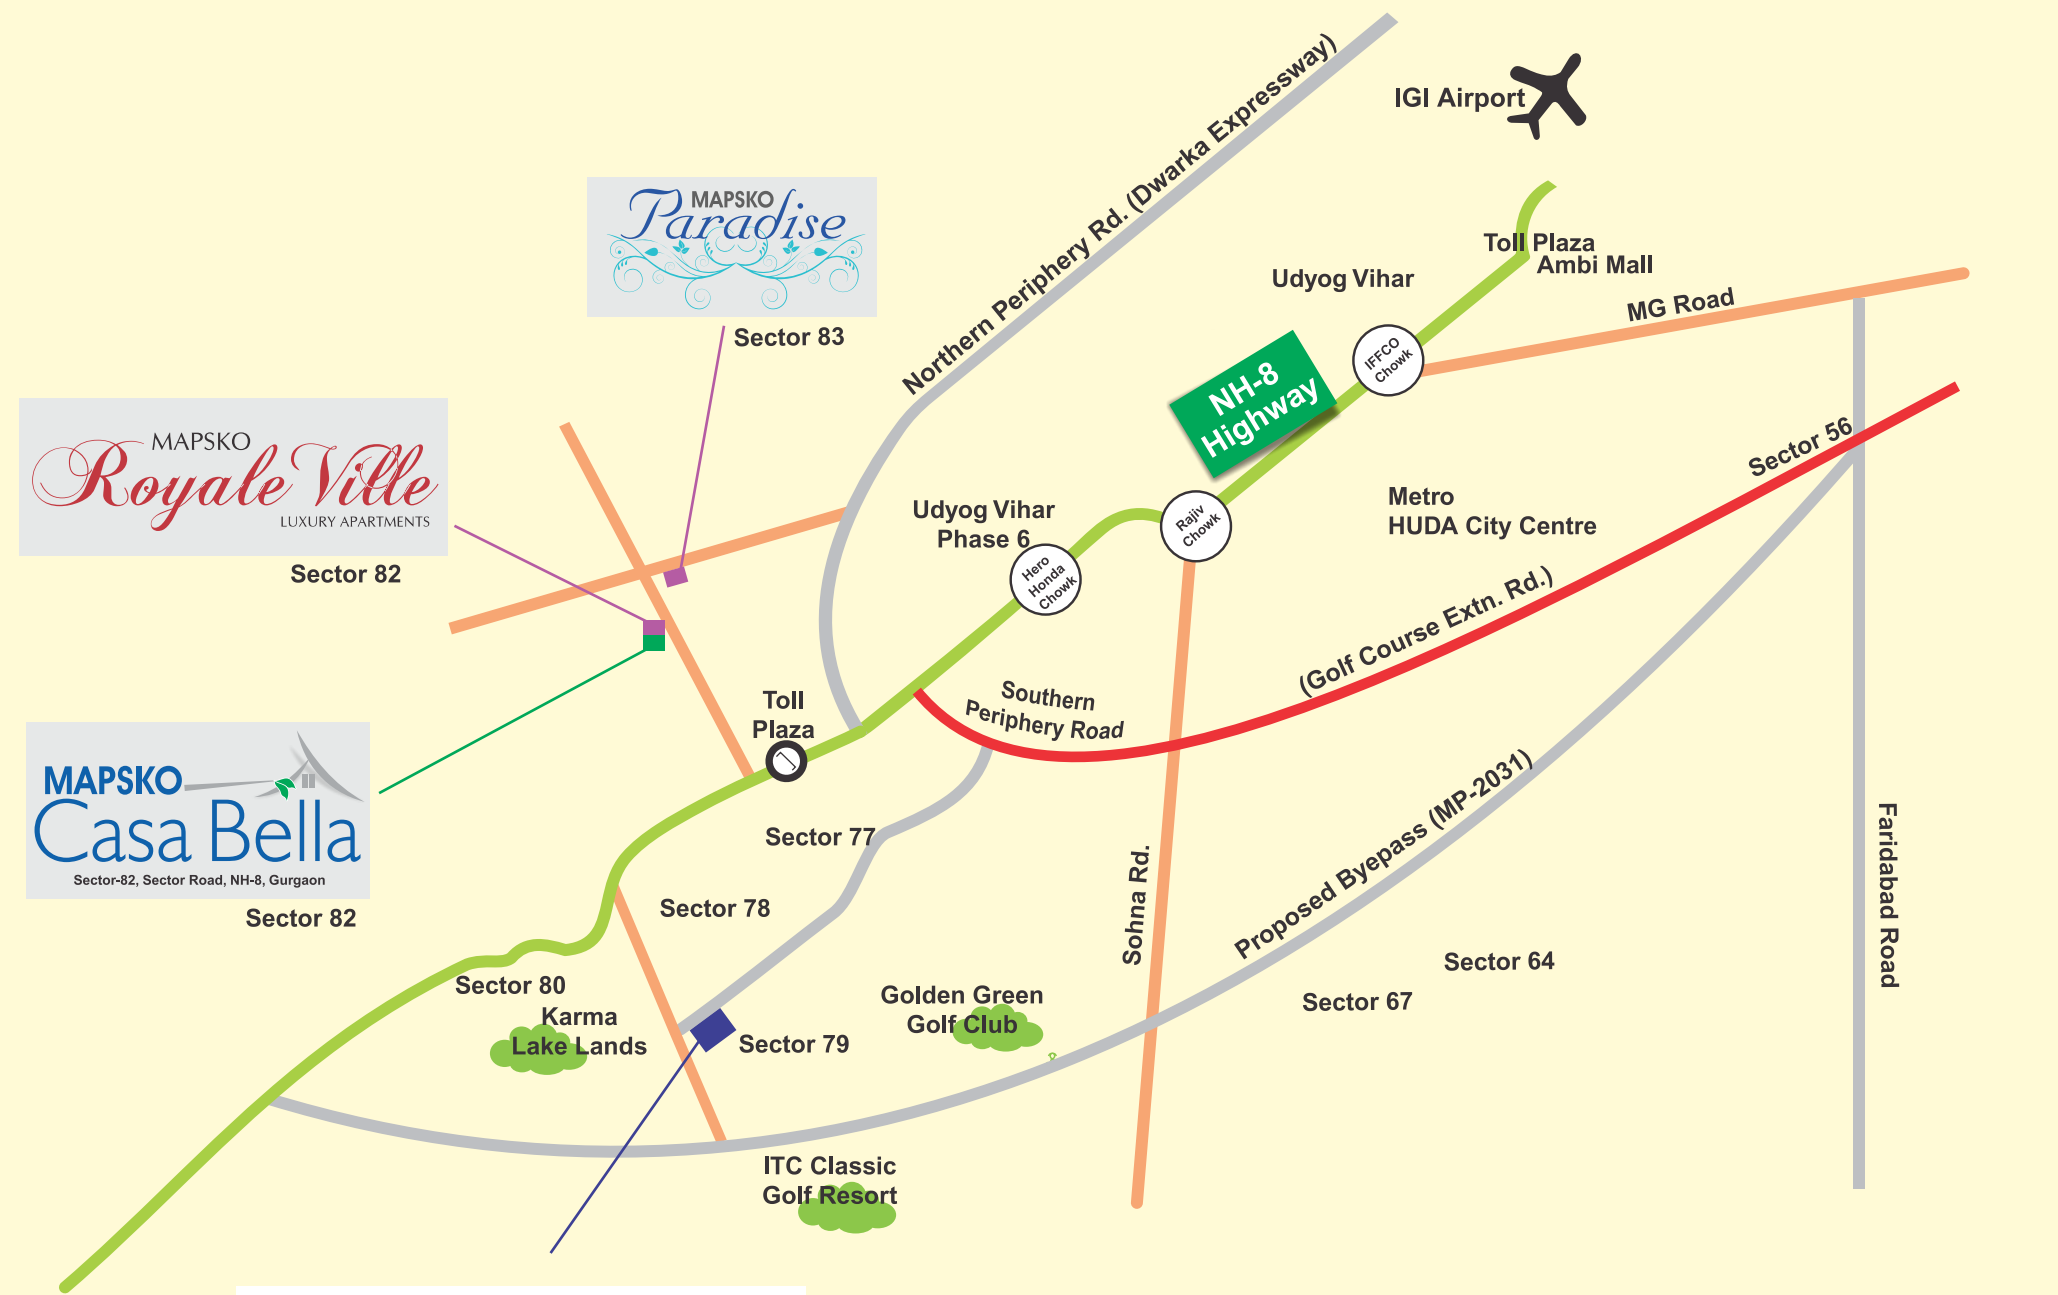 IGI Airport
Northern Periphery Rd. (Dwarka Expressway)
MAPSKO
Paradise
Sector 83
Toll Plaza
Ambi Mall
Udyog Vihar
MG Road
IFFCO
Chowk
NH-8
Highway
MAPSKO
Royale Ville
LUXURY APARTMENTS
Sector 82
Sector 56
Metro
HUDA City Centre
Udyog Vihar
Phase 6
Rajiv
Chowk
Hero
Honda
Chowk
(Golf Course Extn. Rd.)
Southern
Periphery Road
Toll
Plaza
MAPSKO
Casa Bella
Sector-82, Sector Road, NH-8, Gurgaon
Sector 82
Sector 77
Sector 78
Sohna Rd.
Proposed Byepass (MP-2031)
Faridabad Road
Sector 64
Sector 67
Sector 80
Karma
Lake Lands
Golden Green
Golf Club
Sector 79
ITC Classic
Golf Resort